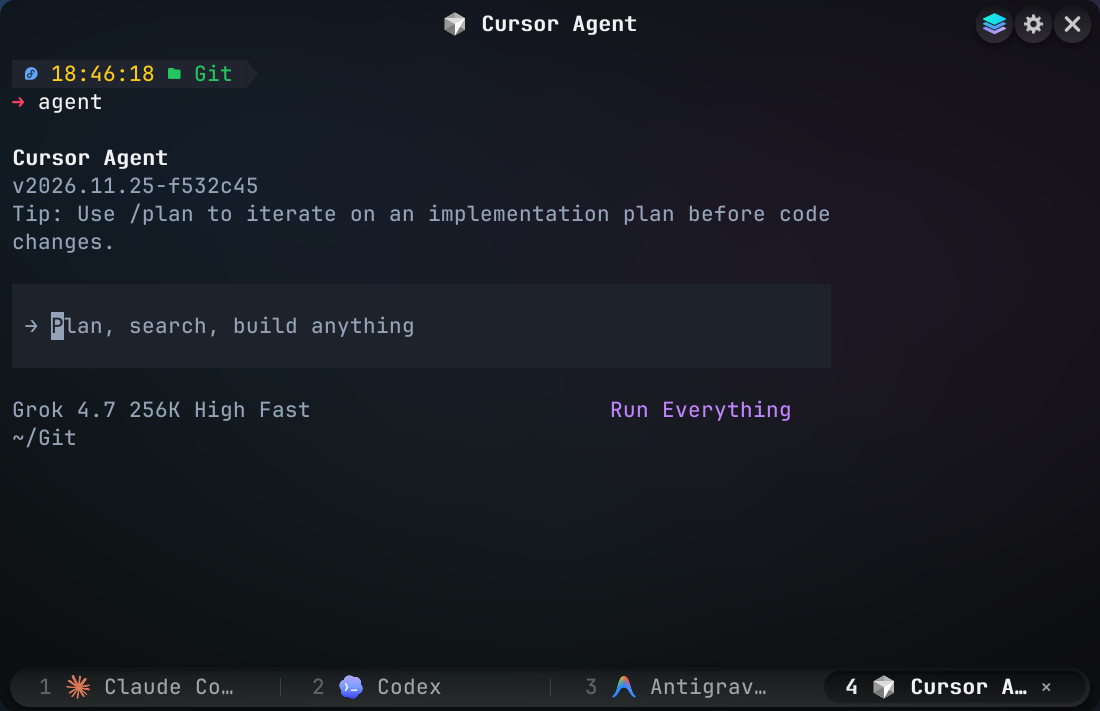 Cursor Agent
18:46:18 Git
→ agent
Cursor Agent
v2026.11.25-f532c45
Tip: Use /plan to iterate on an implementation plan before code
changes.
→ Plan, search, build anything
Grok 4.7 256K High Fast Run Everything
~/Git
1 Claude Co… 2 Codex 3 Antigrav… 4 Cursor A… ×